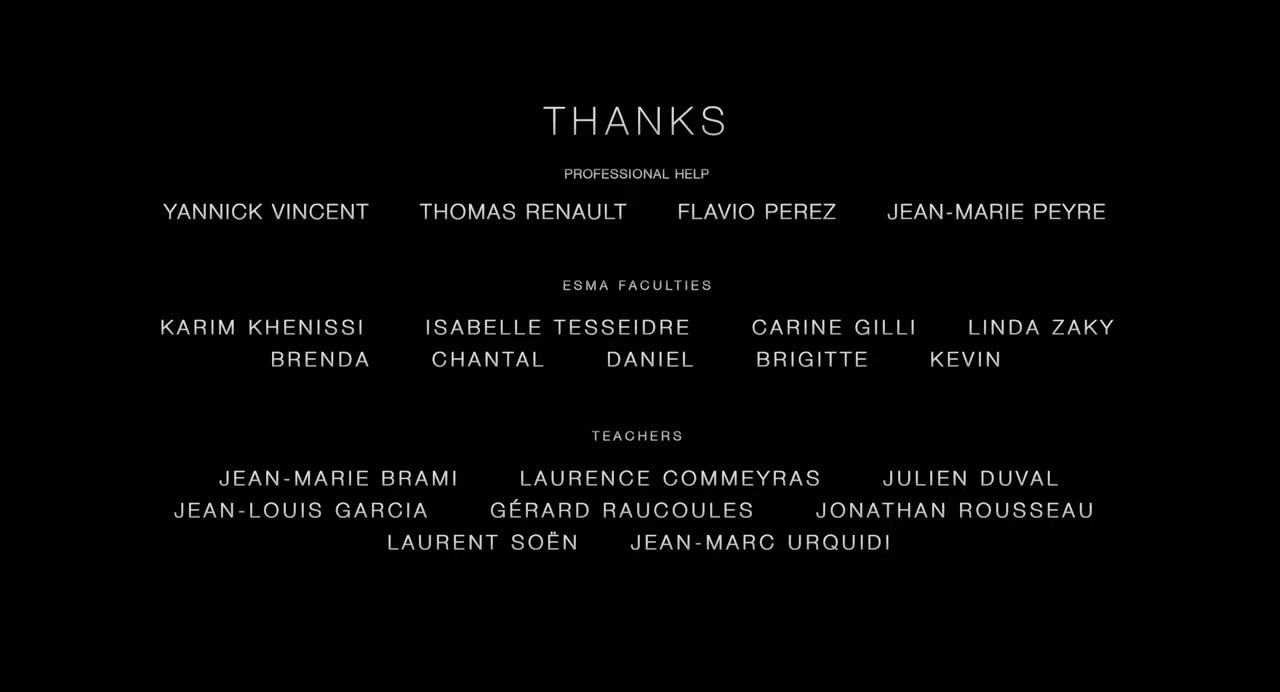 THANKS
PROFESSIONAL HELP
YANNICK VINCENT THOMAS RENAULT FLAVIO PEREZ JEAN-MARIE PEYRE
ESMA FACULTIES
KARIM KHENISSI ISABELLE TESSEIDRE CARINE GILLI LINDA ZAKY
BRENDA CHANTAL DANIEL BRIGITTE KEVIN
TEACHERS
JEAN-MARIE BRAMI LAURENCE COMMEYRAS JULIEN DUVAL
JEAN-LOUIS GARCIA GÉRARD RAUCOULES JONATHAN ROUSSEAU
LAURENT SOËN JEAN-MARC URQUIDI